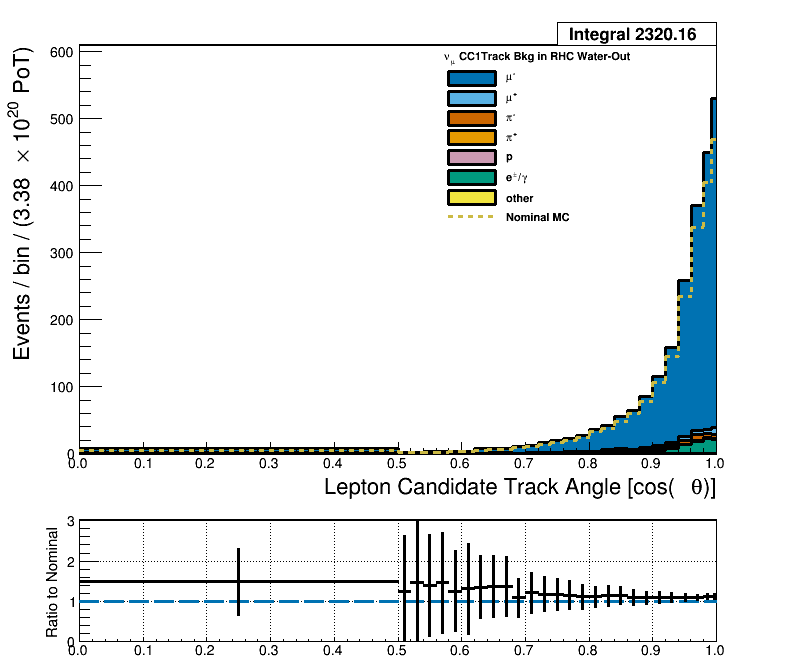 Integral 2320.16
ν_μ CC1Track Bkg in RHC Water-Out
μ⁻
μ⁺
π⁻
π⁺
p
e±/γ
other
Nominal MC
Events / bin / (3.38 × 10²⁰ PoT)
600
500
400
300
200
100
0
0.0 0.1 0.2 0.3 0.4 0.5 0.6 0.7 0.8 0.9 1.0
Lepton Candidate Track Angle [cos( θ)]
Ratio to Nominal
3
2
1
0
0.0 0.1 0.2 0.3 0.4 0.5 0.6 0.7 0.8 0.9 1.0